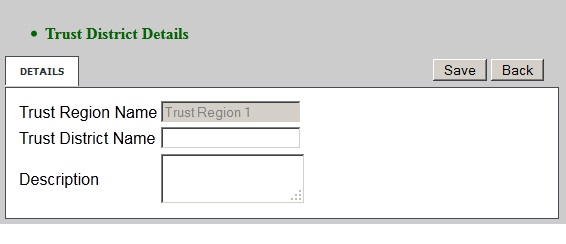 • Trust District Details
DETAILS Save Back
Trust Region Name Trust Region 1
Trust District Name
Description